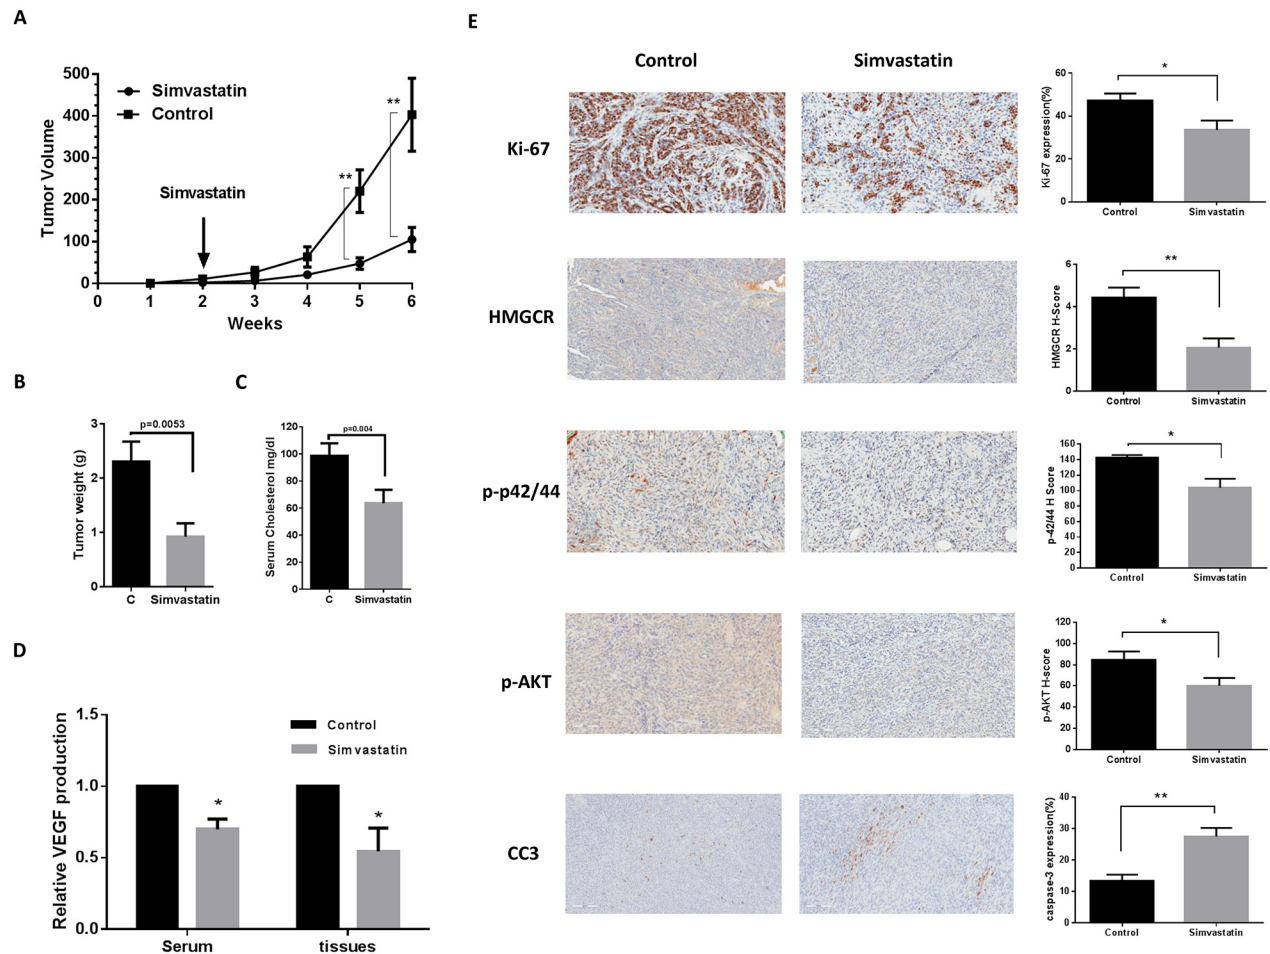 A
Tumor Volume
500
400
300
200
100
0
Simvastatin
Control
Simvastatin
**
**
0 1 2 3 4 5 6
Weeks
B
Tumor weight (g)
3
2
1
0
p=0.0053
C Simvastatin
C
Serum Cholesterol mg/dl
120
100
80
60
40
20
0
p=0.004
C Simvastatin
D
Relative VEGF production
1.5
1.0
0.5
0.0
Control
Simvastatin
*
*
Serum tissues
E
Control Simvastatin
Ki-67
Ki-67 expression(%)
60
40
20
0
*
Control Simvastatin
HMGCR
HMGCR H-Score
6
4
2
0
**
Control Simvastatin
p-p42/44
p-42/44 H Score
160
140
120
100
80
60
40
20
0
*
Control Simvastatin
p-AKT
p-AKT H-score
120
100
80
60
40
20
0
*
Control Simvastatin
CC3
caspase-3 expression(%)
40
30
20
10
0
**
Control Simvastatin